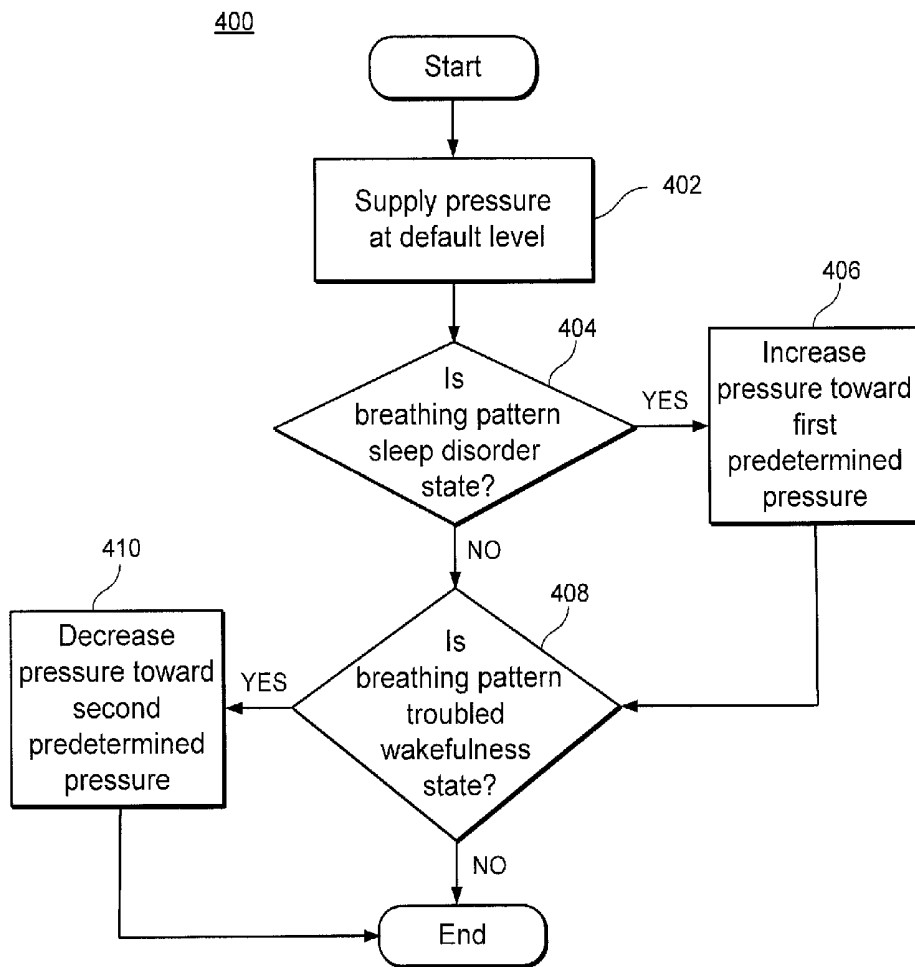 400
Start
Supply pressure
at default level
402
404
Is
breathing pattern
sleep disorder
state?
YES
406
Increase
pressure toward
first
predetermined
pressure
NO
408
Is
breathing pattern
troubled
wakefulness
state?
YES
410
Decrease
pressure toward
second
predetermined
pressure
NO
End